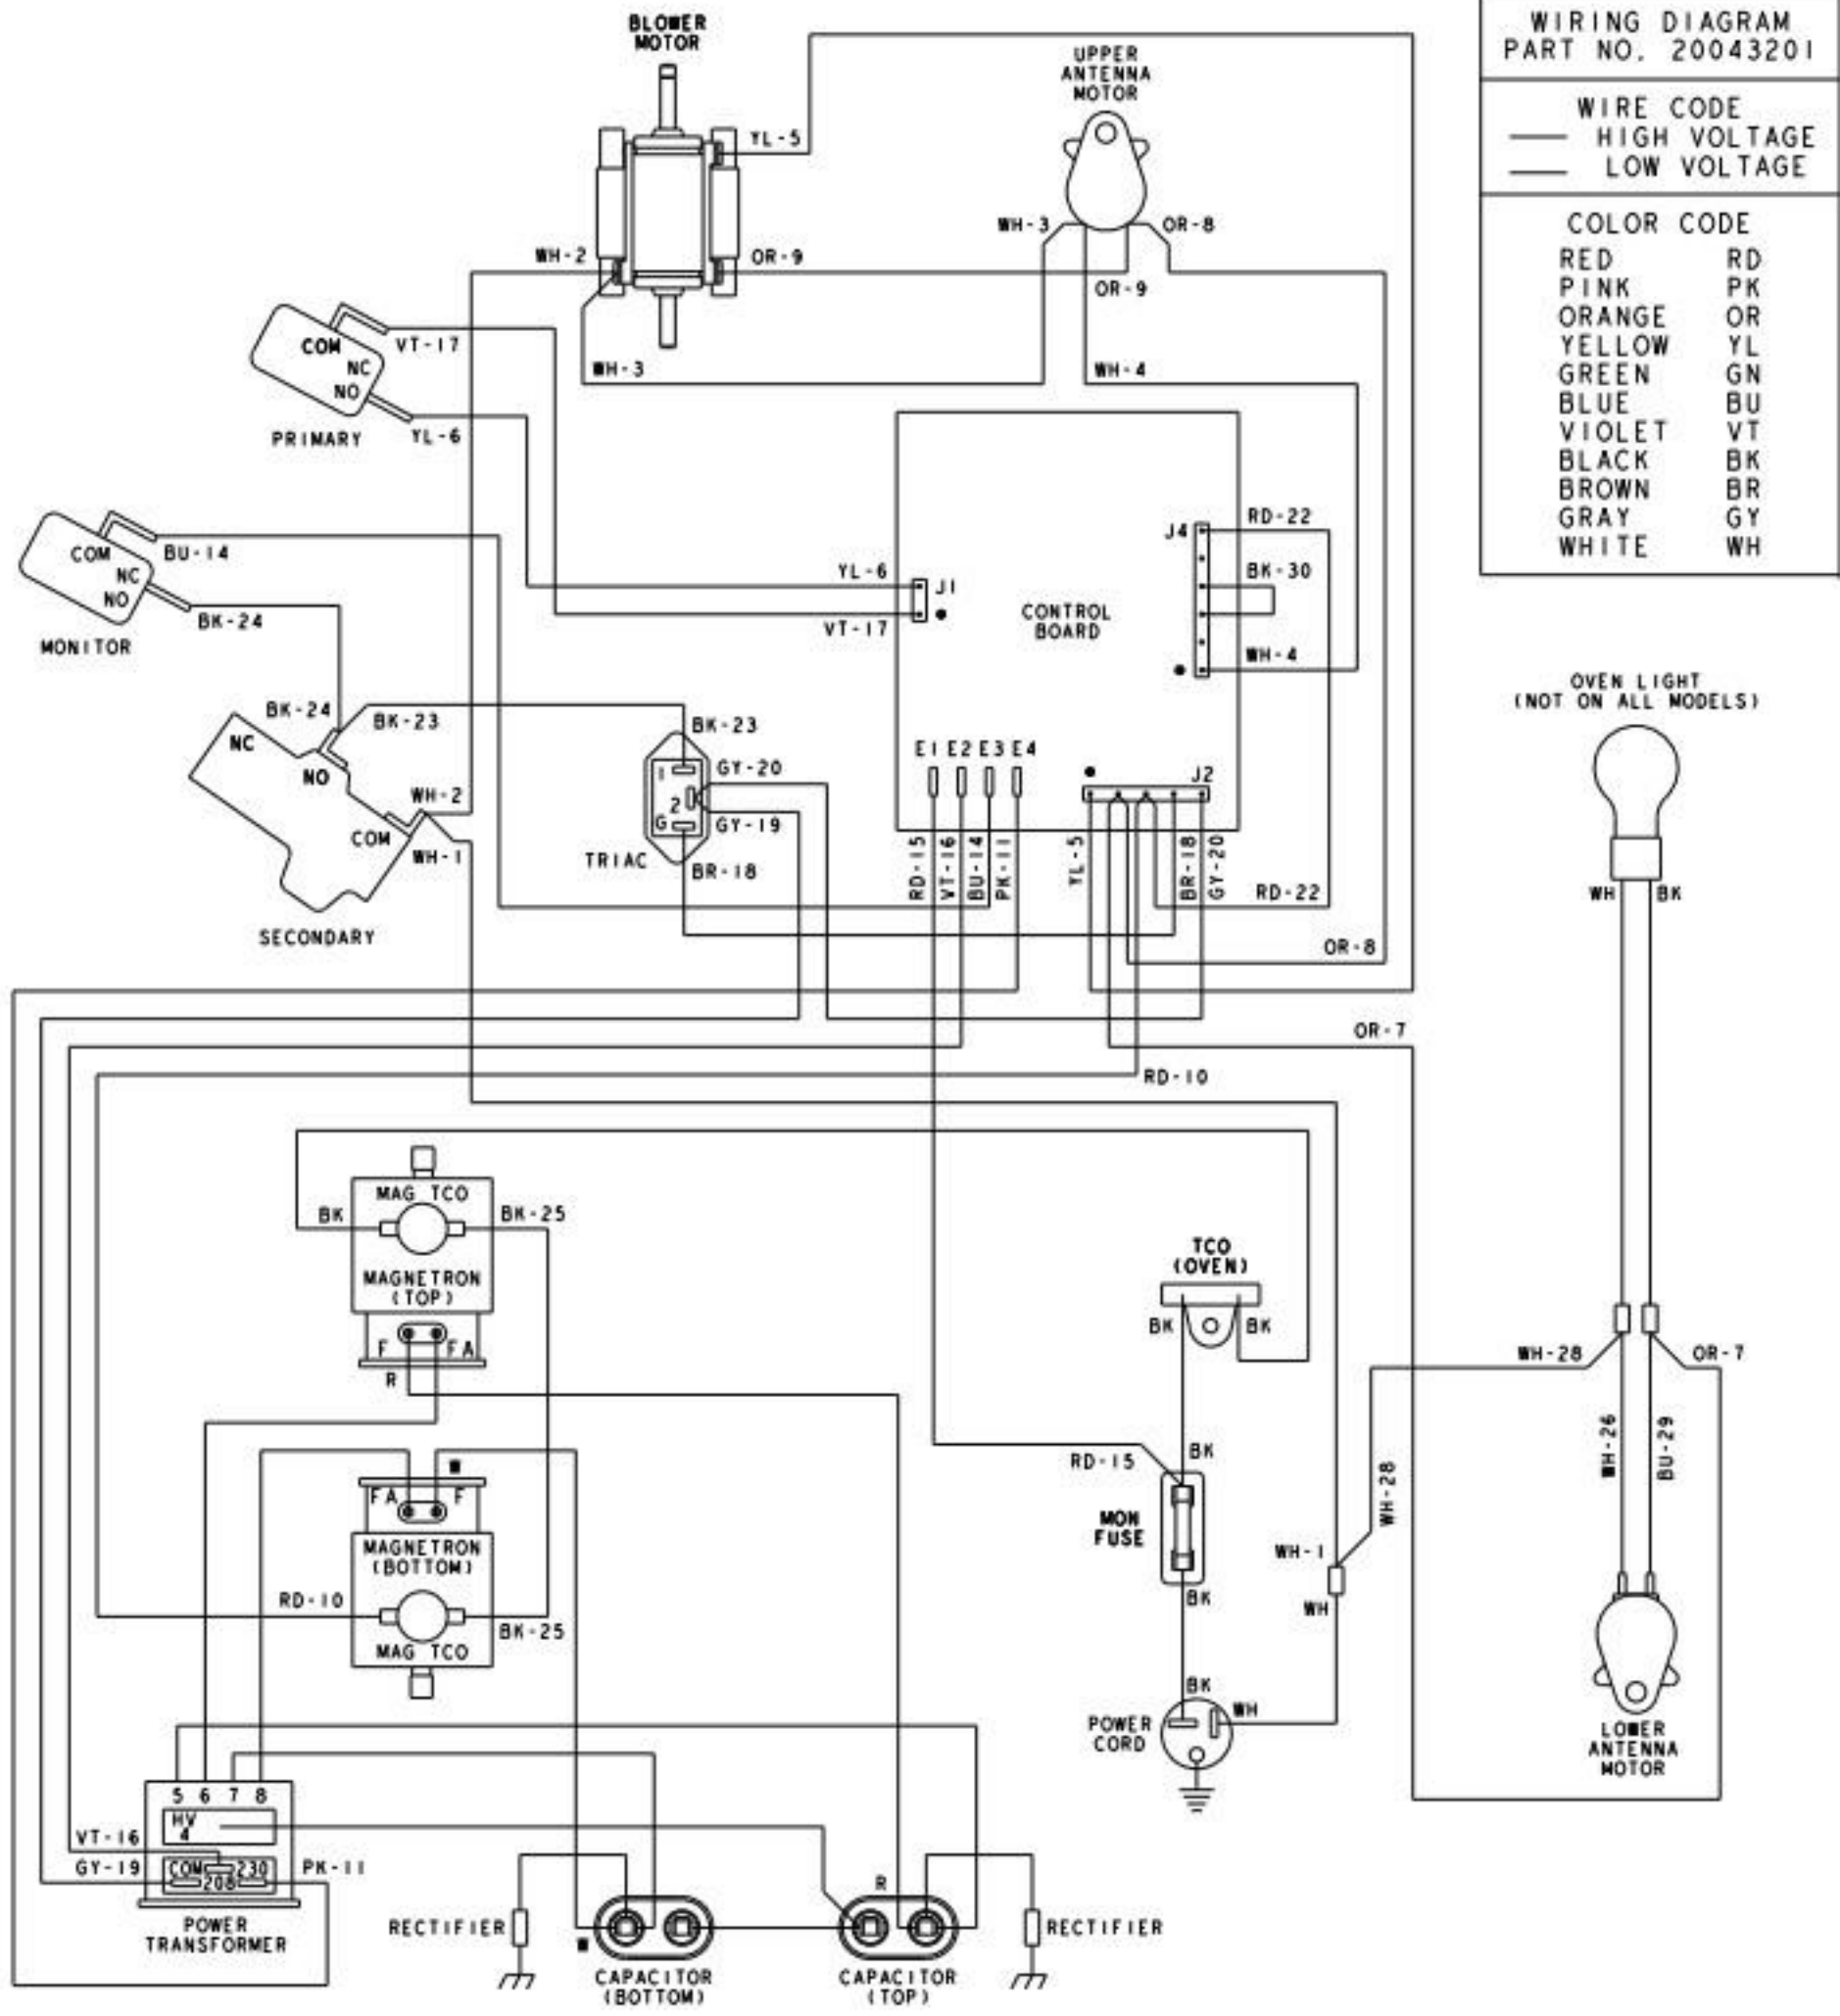 WIRING DIAGRAM
PART NO. 20043201
WIRE CODE
HIGH VOLTAGE
LOW VOLTAGE
COLOR CODE
RED RD
PINK PK
ORANGE OR
YELLOW YL
GREEN GN
BLUE BU
VIOLET VT
BLACK BK
BROWN BR
GRAY GY
WHITE WH
BLOWER
MOTOR
YL-5
UPPER
ANTENNA
MOTOR
WH-3
OR-8
WH-2
OR-9
OR-9
COM
NC
NO
VT-17
WH-3
WH-4
PRIMARY
YL-6
COM
NC
NO
BU-14
BK-24
MONITOR
J4
RD-22
BK-30
WH-4
YL-6
J1
VT-17
CONTROL
BOARD
BK-24
BK-23
BK-23
NC
NO
COM
WH-2
WH-1
SECONDARY
1
2
G
GY-20
GY-19
TRIAC
BR-18
E1 E2 E3 E4
J2
RD-15
VT-16
BU-14
PK-11
YL-5
BR-18
GY-20
RD-22
OR-8
OR-7
RD-10
OVEN LIGHT
(NOT ON ALL MODELS)
WH
BK
MAG TCO
BK
BK-25
MAGNETRON
(TOP)
F
FA
R
TCO
(OVEN)
BK
BK
WH-28
OR-7
W
FA
F
MAGNETRON
(BOTTOM)
RD-10
BK-25
MAG TCO
RD-15
BK
MON
FUSE
BK
WH-1
WH
WH-28
WH-26
BU-29
BK
WH
POWER
CORD
LOWER
ANTENNA
MOTOR
5 6 7 8
HV
4
VT-16
GY-19
COM
230
208
PK-11
POWER
TRANSFORMER
RECTIFIER
W
R
RECTIFIER
CAPACITOR
(BOTTOM)
CAPACITOR
(TOP)